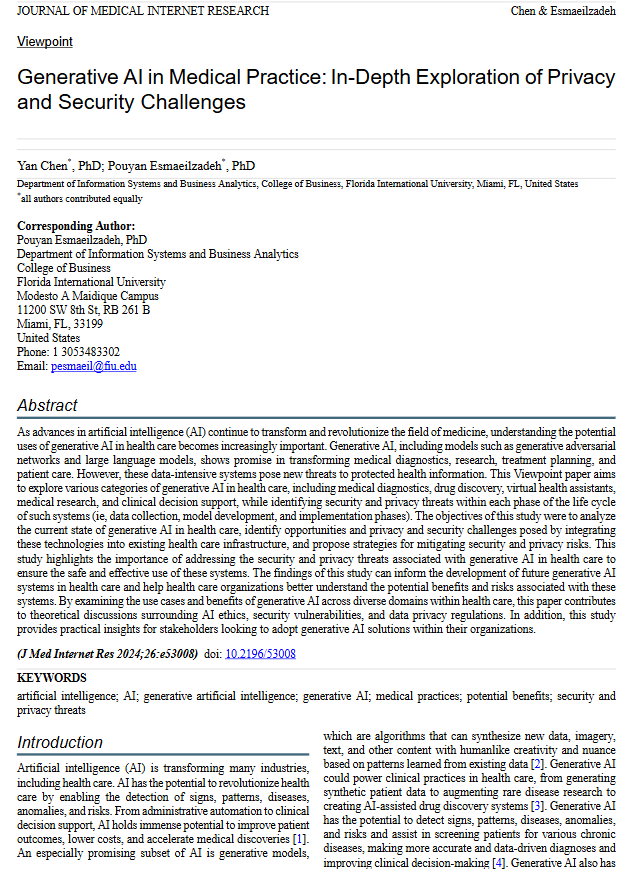 JOURNAL OF MEDICAL INTERNET RESEARCH
Chen & Esmaeilzadeh
Viewpoint
Generative AI in Medical Practice: In-Depth Exploration of Privacy
and Security Challenges
Yan Chen*, PhD; Pouyan Esmaeilzadeh*, PhD
Department of Information Systems and Business Analytics, College of Business, Florida International University, Miami, FL, United States
*all authors contributed equally
Corresponding Author:
Pouyan Esmaeilzadeh, PhD
Department of Information Systems and Business Analytics
College of Business
Florida International University
Modesto A Maidique Campus
11200 SW 8th St, RB 261 B
Miami, FL, 33199
United States
Phone: 1 3053483302
Email: pesmaeil@fiu.edu
Abstract
As advances in artificial intelligence (AI) continue to transform and revolutionize the field of medicine, understanding the potential
uses of generative AI in health care becomes increasingly important. Generative AI, including models such as generative adversarial
networks and large language models, shows promise in transforming medical diagnostics, research, treatment planning, and
patient care. However, these data-intensive systems pose new threats to protected health information. This Viewpoint paper aims
to explore various categories of generative AI in health care, including medical diagnostics, drug discovery, virtual health assistants,
medical research, and clinical decision support, while identifying security and privacy threats within each phase of the life cycle
of such systems (ie, data collection, model development, and implementation phases). The objectives of this study were to analyze
the current state of generative AI in health care, identify opportunities and privacy and security challenges posed by integrating
these technologies into existing health care infrastructure, and propose strategies for mitigating security and privacy risks. This
study highlights the importance of addressing the security and privacy threats associated with generative AI in health care to
ensure the safe and effective use of these systems. The findings of this study can inform the development of future generative AI
systems in health care and help health care organizations better understand the potential benefits and risks associated with these
systems. By examining the use cases and benefits of generative AI across diverse domains within health care, this paper contributes
to theoretical discussions surrounding AI ethics, security vulnerabilities, and data privacy regulations. In addition, this study
provides practical insights for stakeholders looking to adopt generative AI solutions within their organizations.
(J Med Internet Res 2024;26:e53008) doi: 10.2196/53008
KEYWORDS
artificial intelligence; AI; generative artificial intelligence; generative AI; medical practices; potential benefits; security and
privacy threats
Introduction
Artificial intelligence (AI) is transforming many industries,
including health care. AI has the potential to revolutionize health
care by enabling the detection of signs, patterns, diseases,
anomalies, and risks. From administrative automation to clinical
decision support, AI holds immense potential to improve patient
outcomes, lower costs, and accelerate medical discoveries [1].
An especially promising subset of AI is generative models,
which are algorithms that can synthesize new data, imagery,
text, and other content with humanlike creativity and nuance
based on patterns learned from existing data [2]. Generative AI
could power clinical practices in health care, from generating
synthetic patient data to augmenting rare disease research to
creating AI-assisted drug discovery systems [3]. Generative AI
has the potential to detect signs, patterns, diseases, anomalies,
and risks and assist in screening patients for various chronic
diseases, making more accurate and data-driven diagnoses and
improving clinical decision-making [4]. Generative AI also has